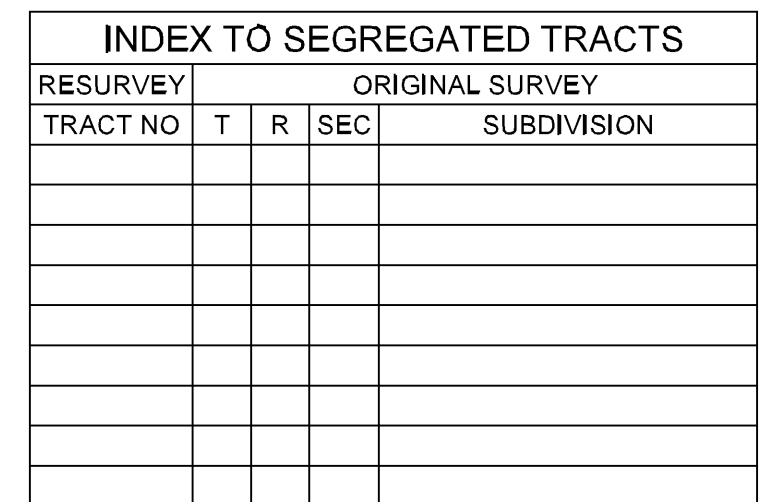 INDEX TO SEGREGATED TRACTS
RESURVEY ORIGINAL SURVEY
TRACT NO T R SEC SUBDIVISION